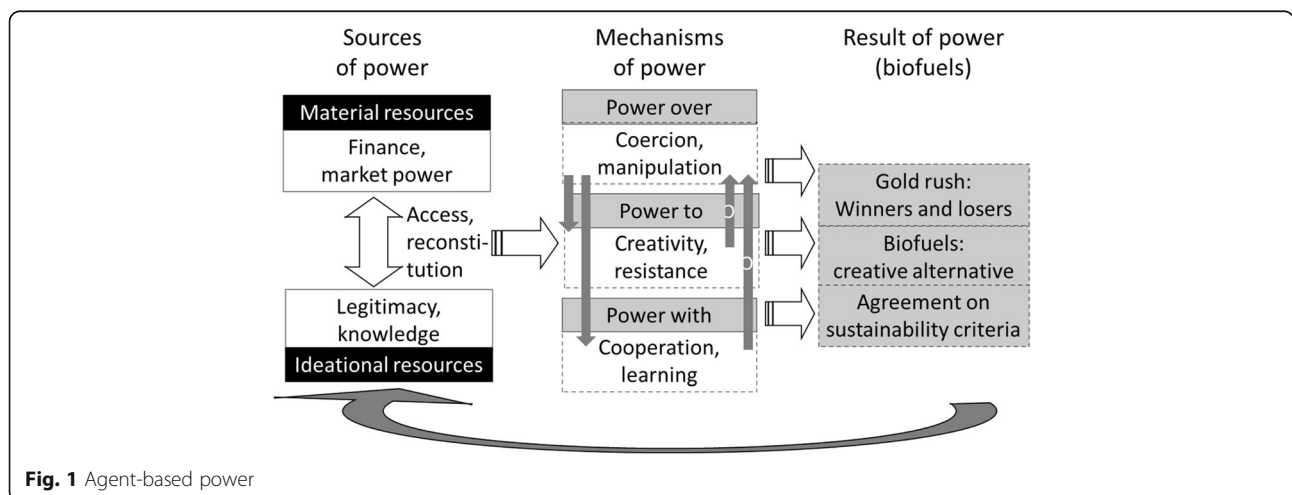 Sources
of power
Material resources
Finance,
market power
Access,
reconsti-
tution
Legitimacy,
knowledge
Ideational resources
Mechanisms
of power
Power over
Coercion,
manipulation
Power to
Creativity,
resistance
Power with
Cooperation,
learning
Result of power
(biofuels)
Gold rush:
Winners and losers
Biofuels:
creative alternative
Agreement on
sustainability criteria
Fig. 1 Agent-based power